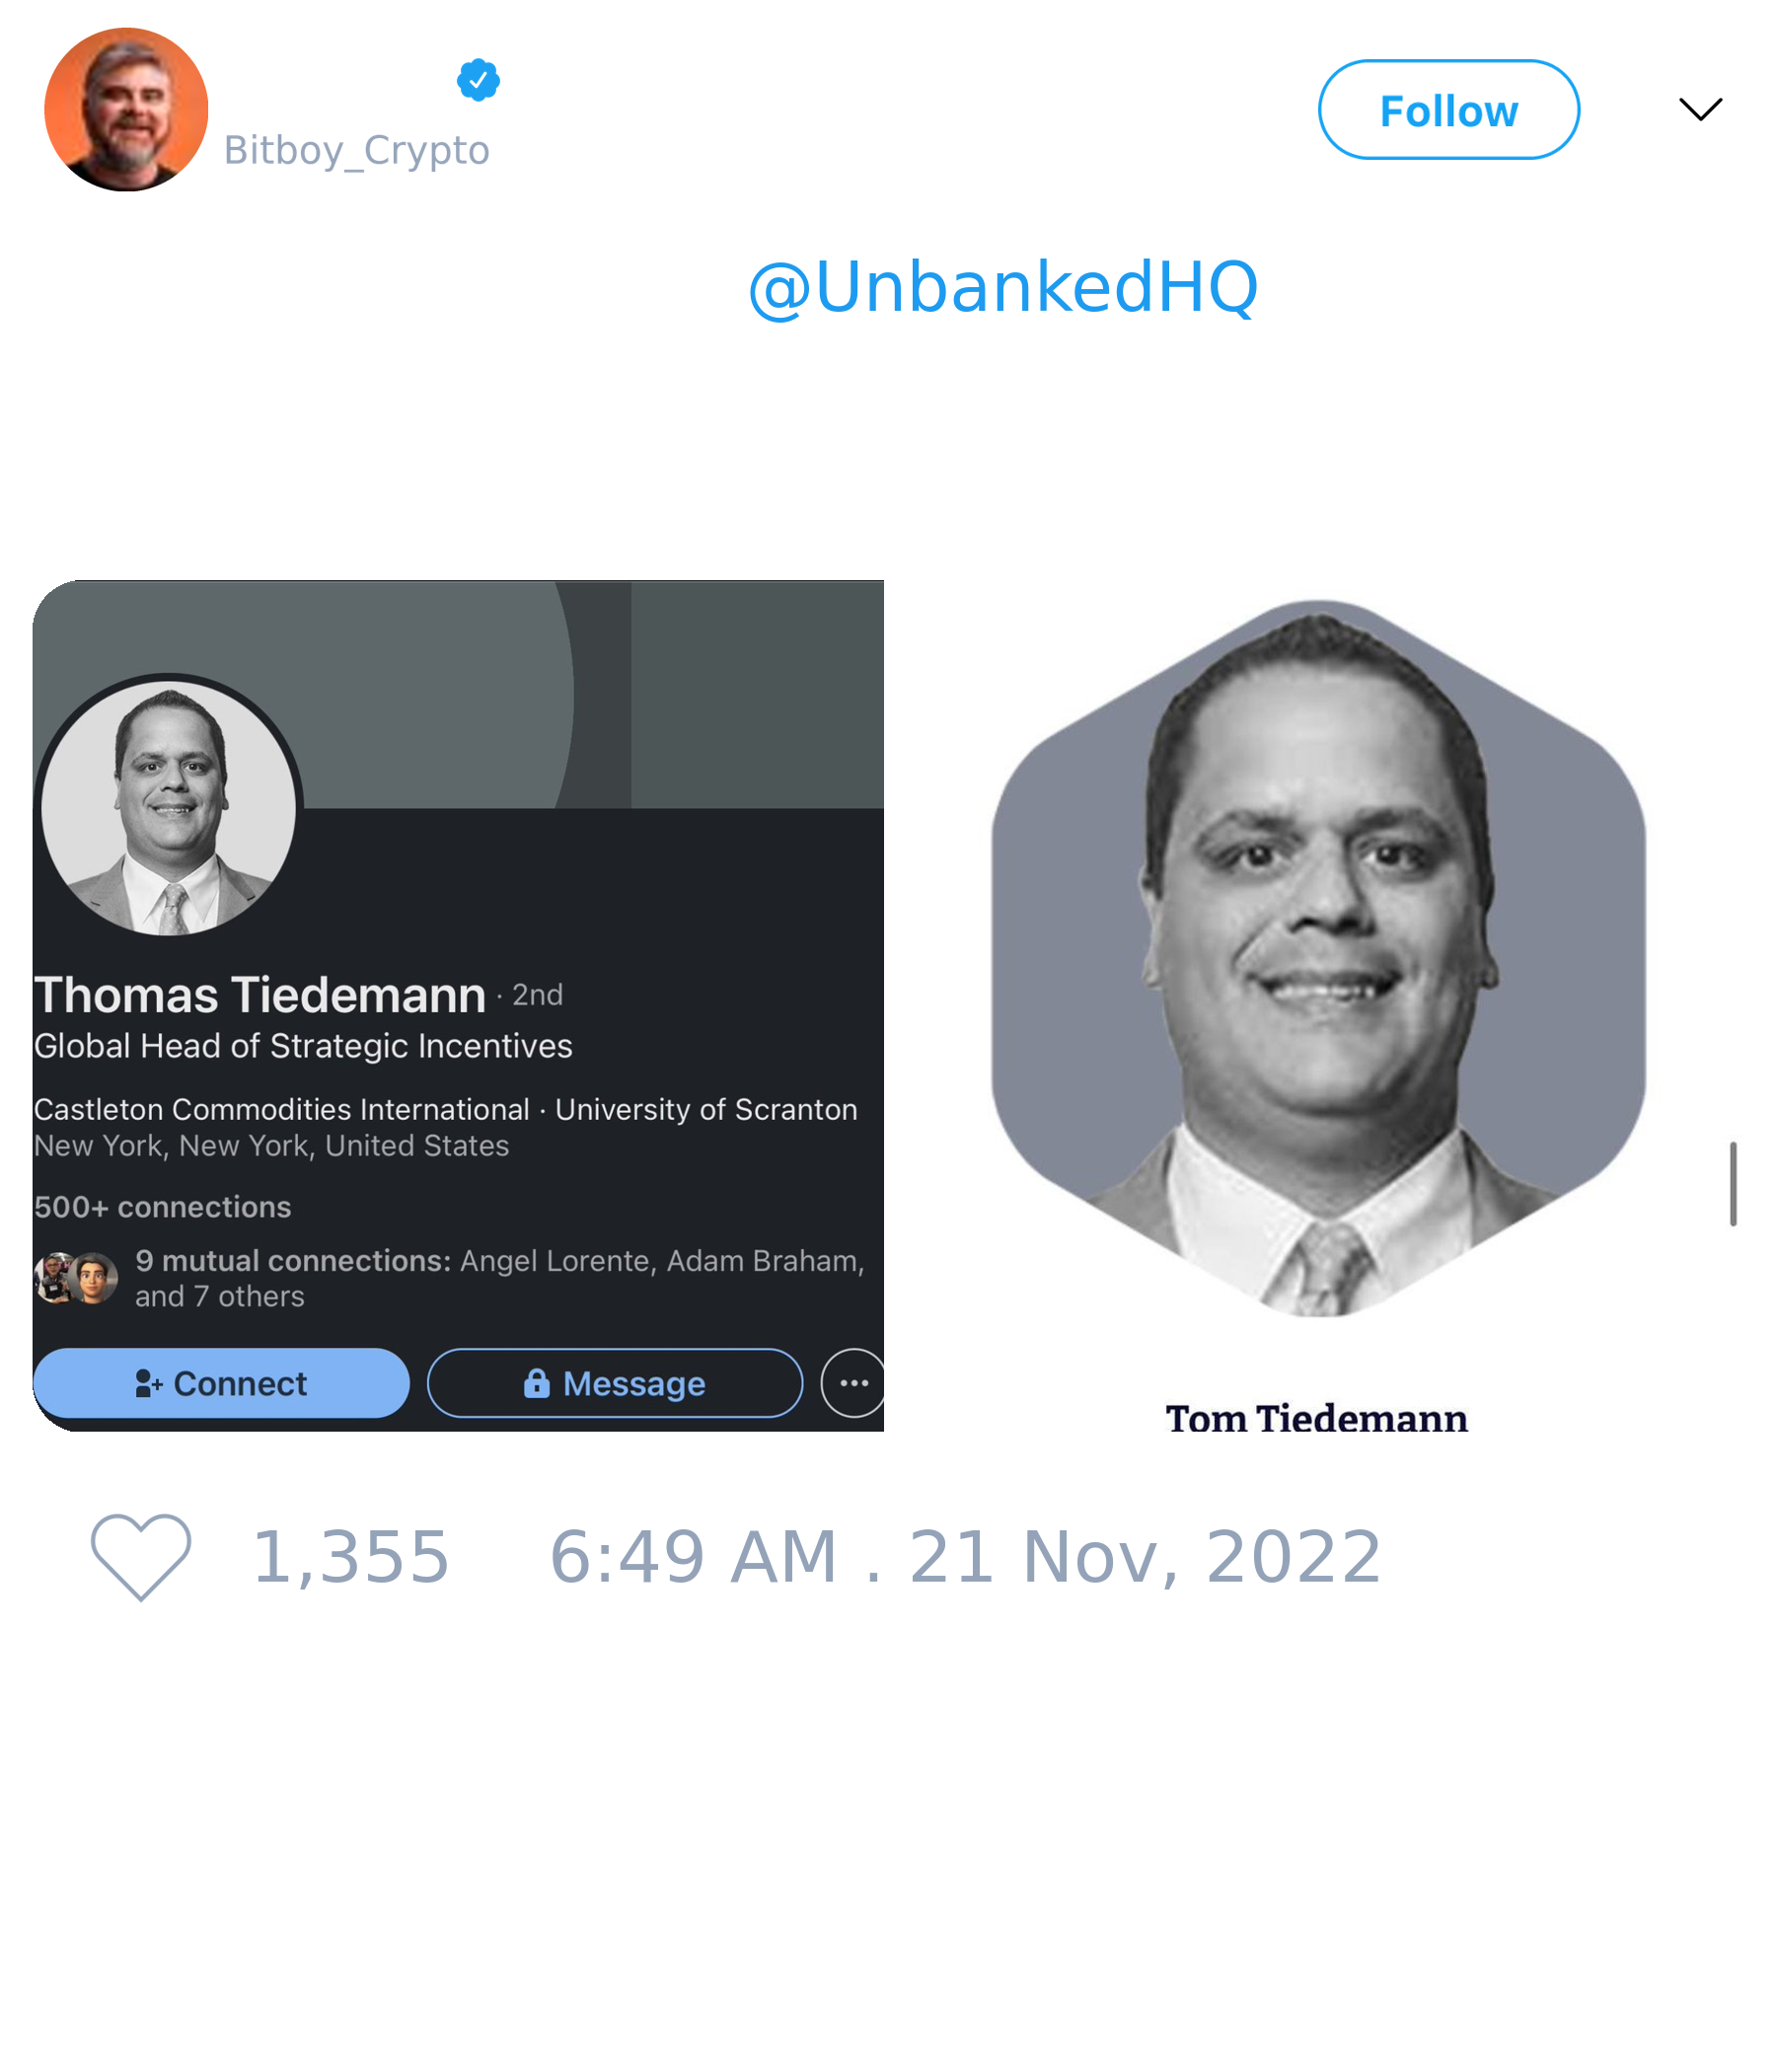 Bitboy_Crypto
Follow
@UnbankedHQ
Thomas Tiedemann · 2nd
Global Head of Strategic Incentives
Castleton Commodities International · University of Scranton
New York, New York, United States
500+ connections
9 mutual connections: Angel Lorente, Adam Braham,
and 7 others
Connect
Message
Tom Tiedemann
1,355 6:49 AM . 21 Nov, 2022